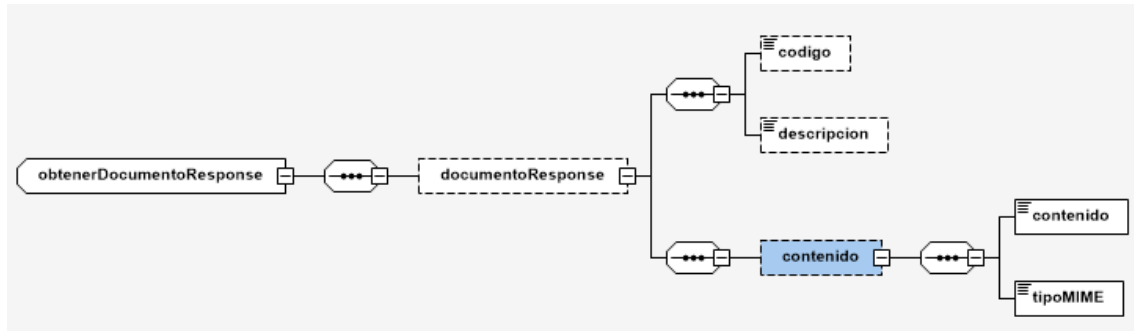 codigo
descripcion
obtenerDocumentoResponse
documentoResponse
contenido
contenido
tipoMIME